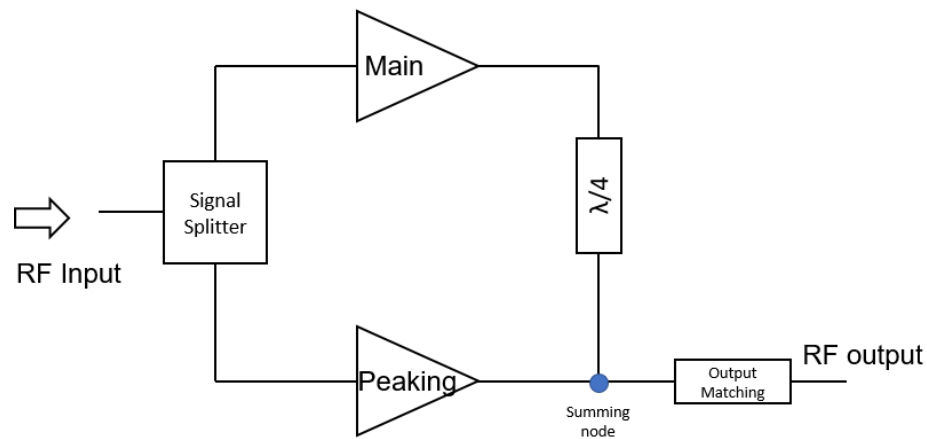 Main
λ/4
Signal
Splitter
RF Input
Peaking
Summing
node
Output
Matching
RF output